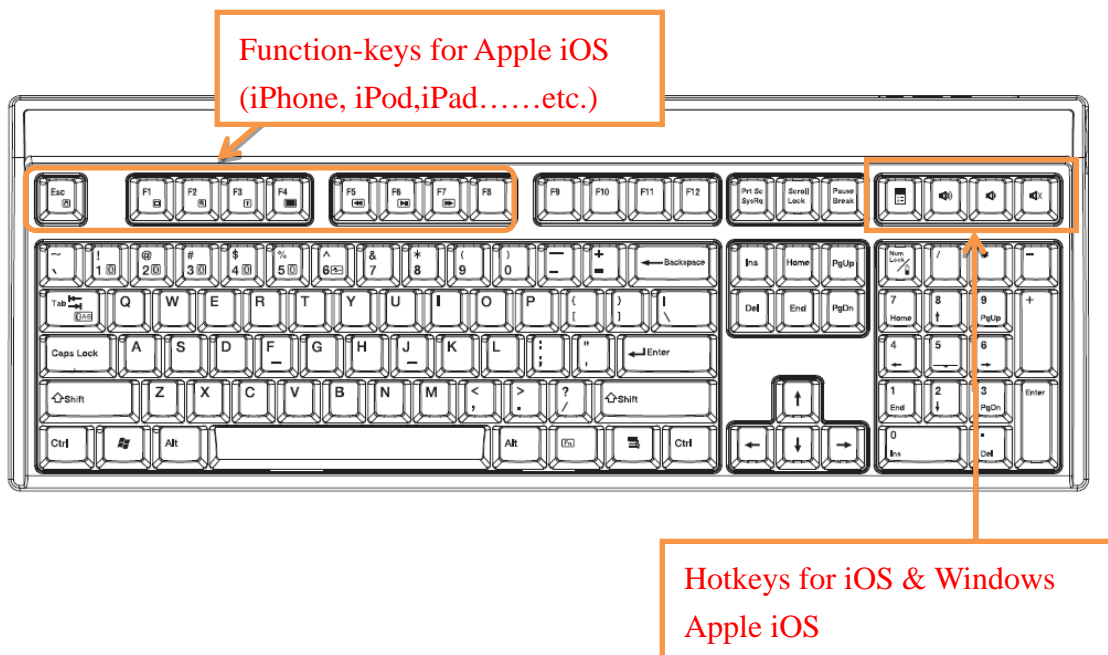 Function-keys for Apple iOS
(iPhone, iPod,iPad……etc.)
Esc F1 F2 F3 F4 F5 F6 F7 F8 F9 F10 F11 F12 Prt Sc Scroll Pause
SysRq Lock Break
~ ! @ # $ % ^ & * ( ) — +
` 1 2 3 4 5 6 7 8 9 0 – = Backspace Ins Home PgUp Num Lock / * -
Tab Q W E R T Y U I O P { } |
[ ] \ Del End PgDn 7 8 9 +
Home PgUp
Caps Lock A S D F G H J K L : "
; ' Enter 4 5 6
Shift Z X C V B N M < > ?
, . / Shift 1 2 3 Enter
End PgDn
Ctrl Alt Alt Fn Ctrl 0 .
Ins Del
Hotkeys for iOS & Windows
Apple iOS